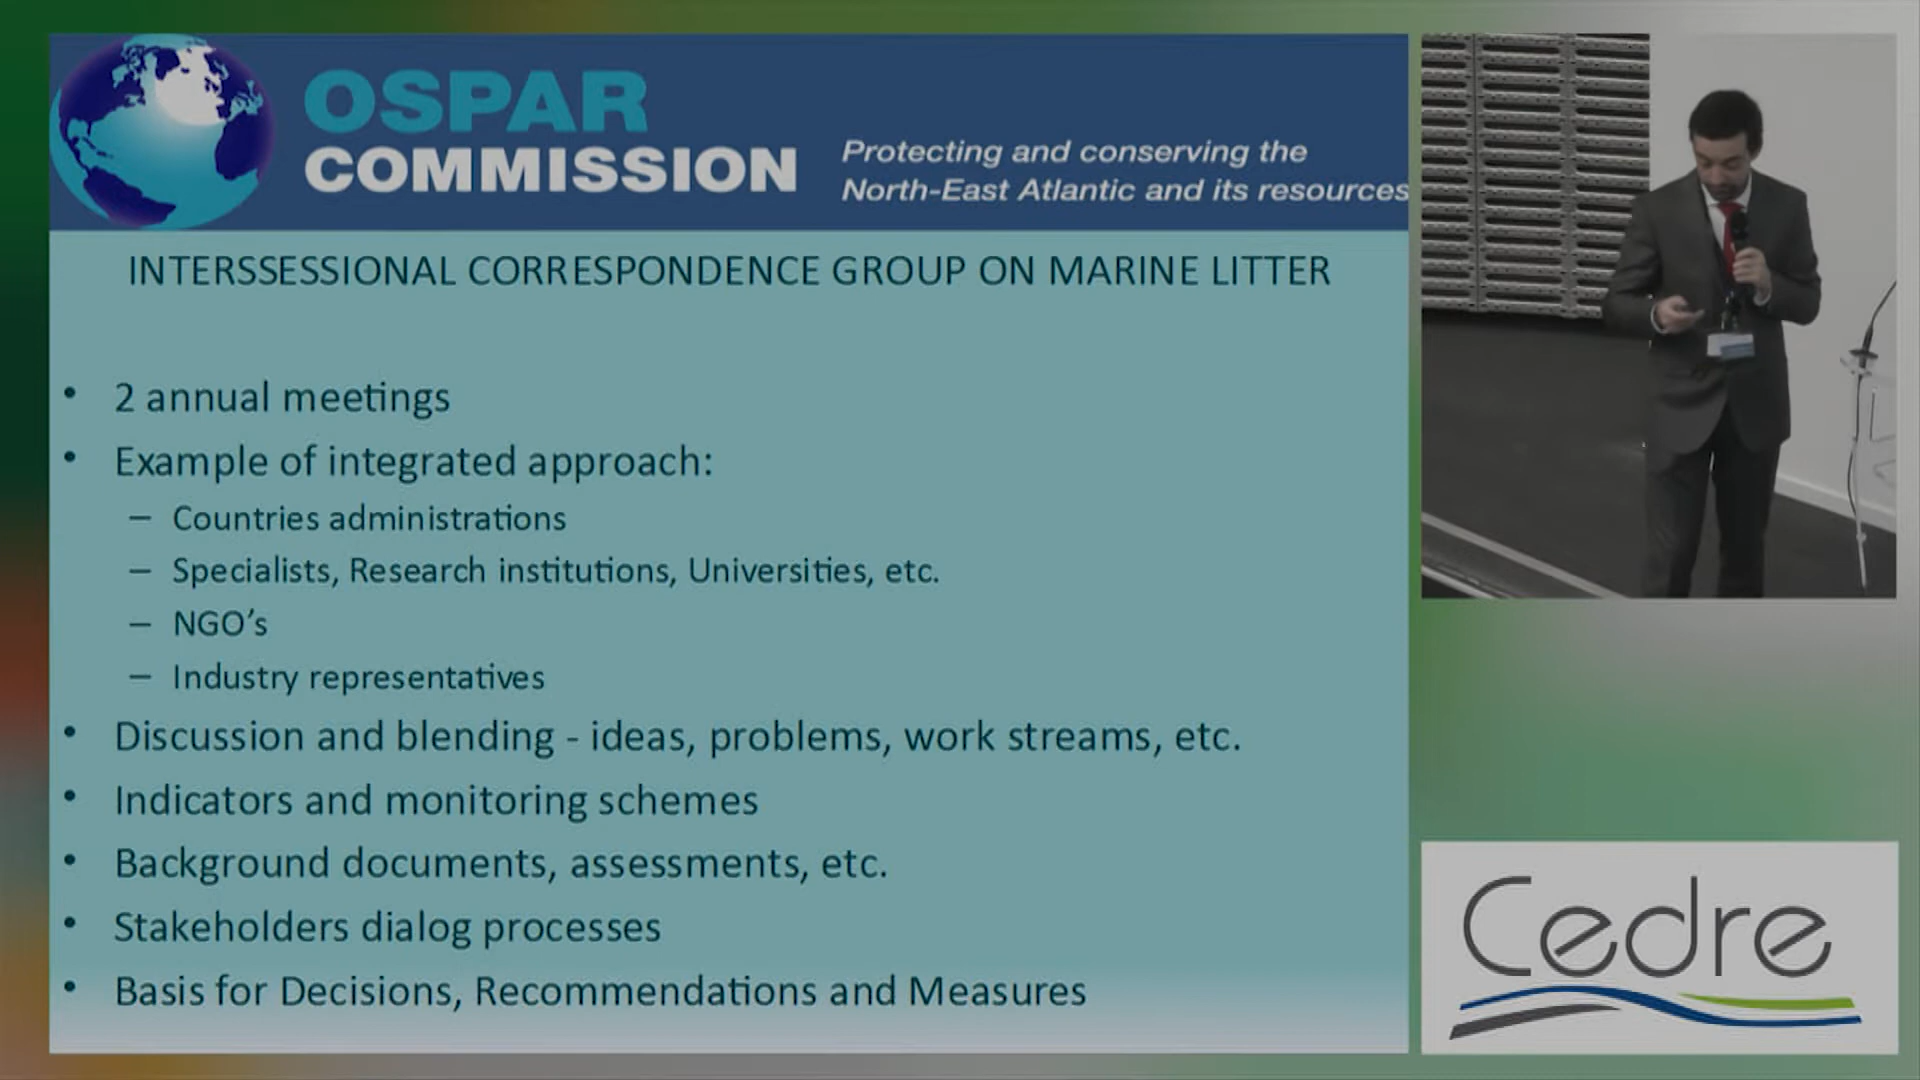 OSPAR
COMMISSION
Protecting and conserving the
North-East Atlantic and its resources
INTERSSESSIONAL CORRESPONDENCE GROUP ON MARINE LITTER
• 2 annual meetings
• Example of integrated approach:
– Countries administrations
– Specialists, Research institutions, Universities, etc.
– NGO’s
– Industry representatives
• Discussion and blending - ideas, problems, work streams, etc.
• Indicators and monitoring schemes
• Background documents, assessments, etc.
• Stakeholders dialog processes
• Basis for Decisions, Recommendations and Measures
Cedre